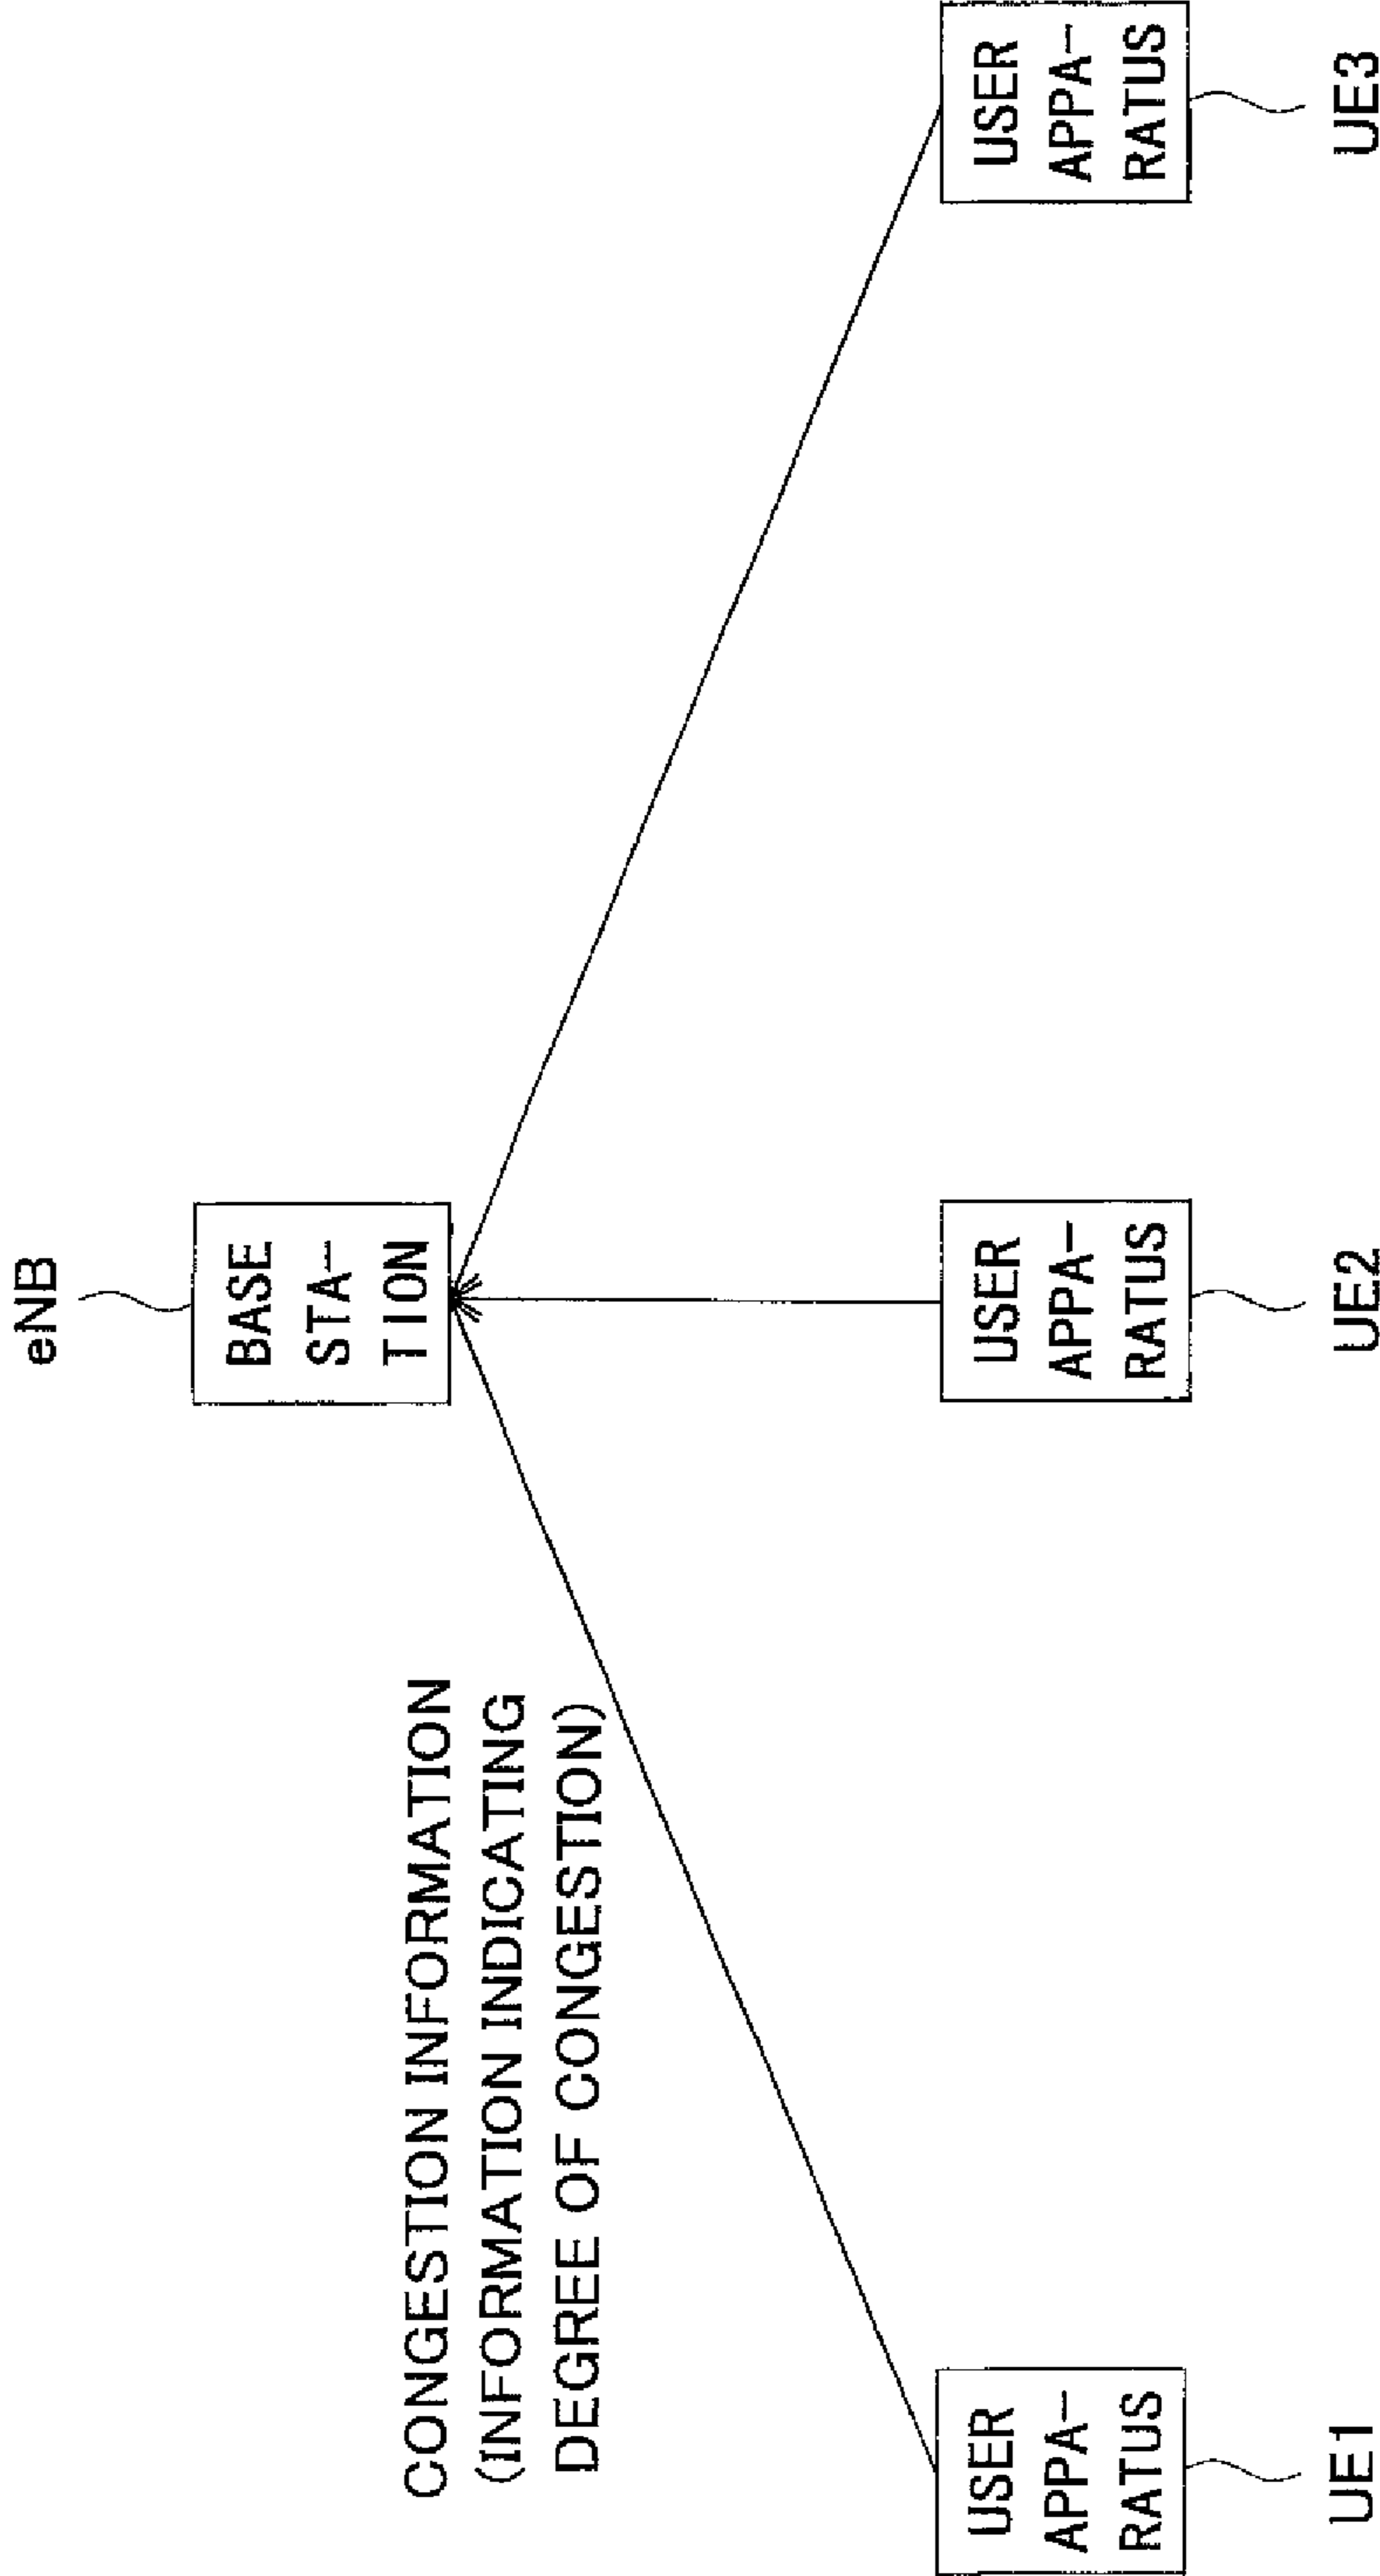 eNB
BASE
STA-
TION
CONGESTION INFORMATION
(INFORMATION INDICATING
DEGREE OF CONGESTION)
USER
APPA-
RATUS
UE1
USER
APPA-
RATUS
UE2
USER
APPA-
RATUS
UE3